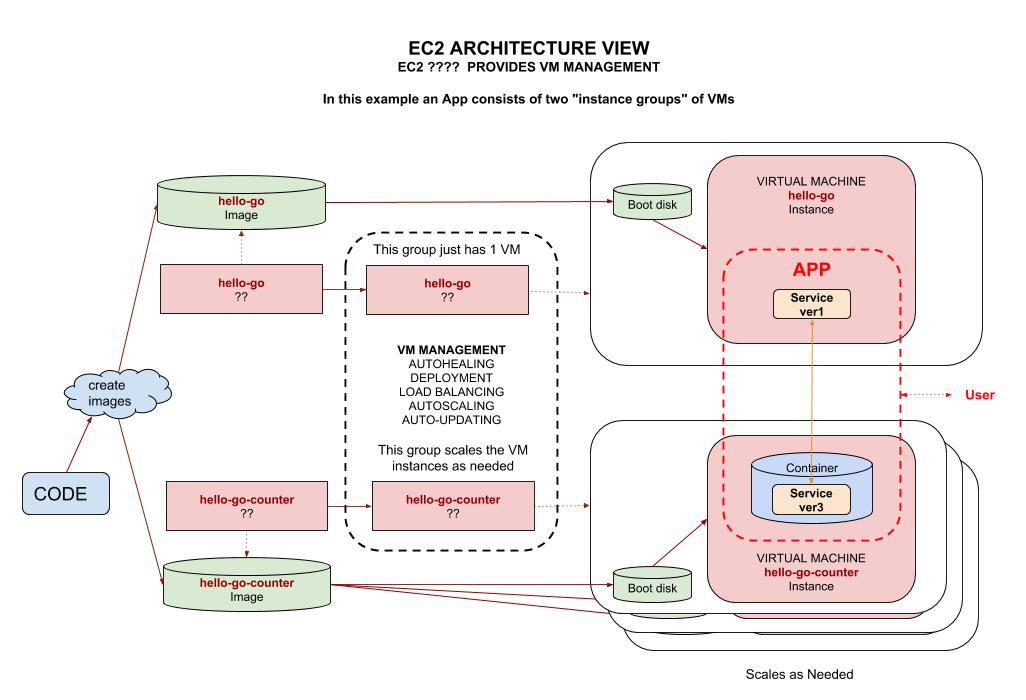 EC2 ARCHITECTURE VIEW
EC2 ???? PROVIDES VM MANAGEMENT
In this example an App consists of two "instance groups" of VMs
hello-go
Image
Boot disk
VIRTUAL MACHINE
hello-go
Instance
This group just has 1 VM
hello-go
??
hello-go
??
APP
Service
ver1
VM MANAGEMENT
AUTOHEALING
DEPLOYMENT
LOAD BALANCING
AUTOSCALING
AUTO-UPDATING
create
images
User
This group scales the VM
instances as needed
CODE
hello-go-counter
??
hello-go-counter
??
Container
Service
ver3
hello-go-counter
Image
Boot disk
VIRTUAL MACHINE
hello-go-counter
Instance
Scales as Needed